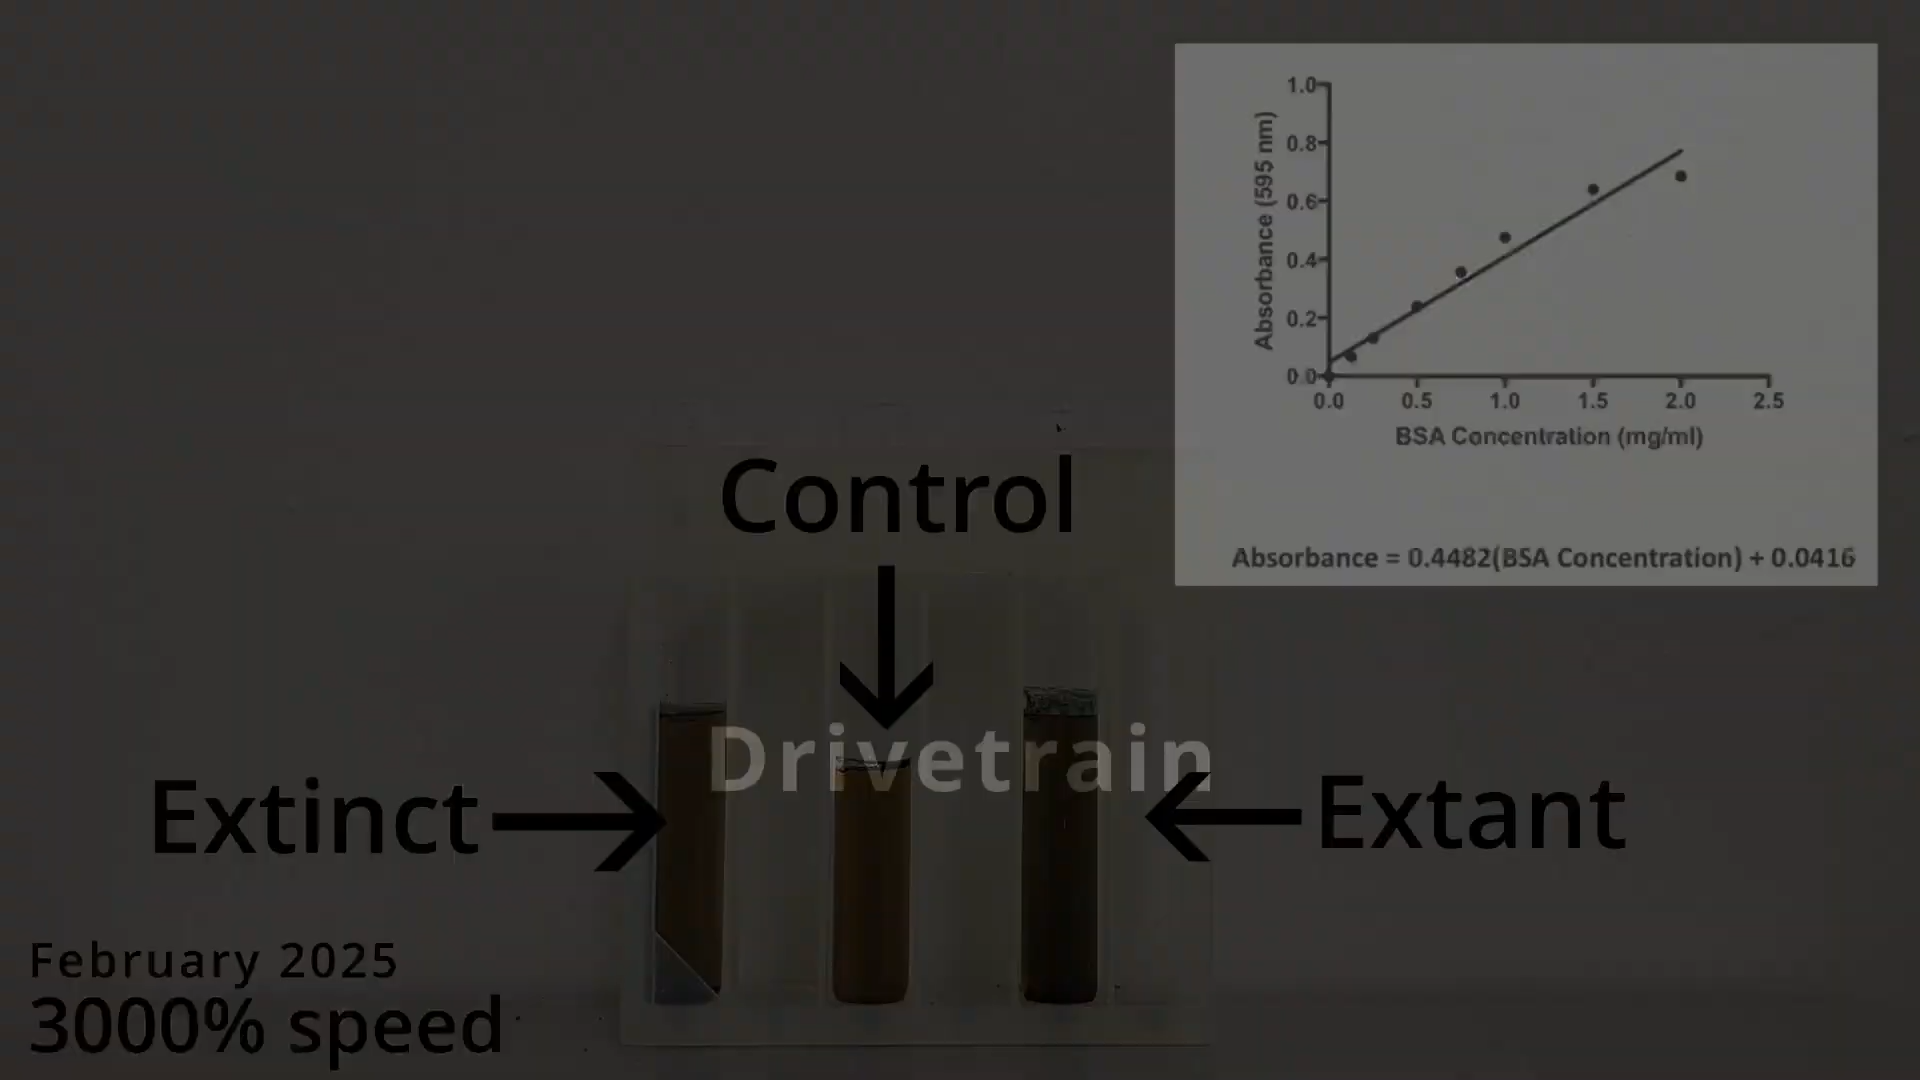 1.0
0.8
0.6
0.4
0.2
0.0
Absorbance (595 nm)
0.0 0.5 1.0 1.5 2.0 2.5
BSA Concentration (mg/ml)
Absorbance = 0.4482(BSA Concentration) + 0.0416
Control
Drivetrain
Extinct
Extant
February 2025
3000% speed